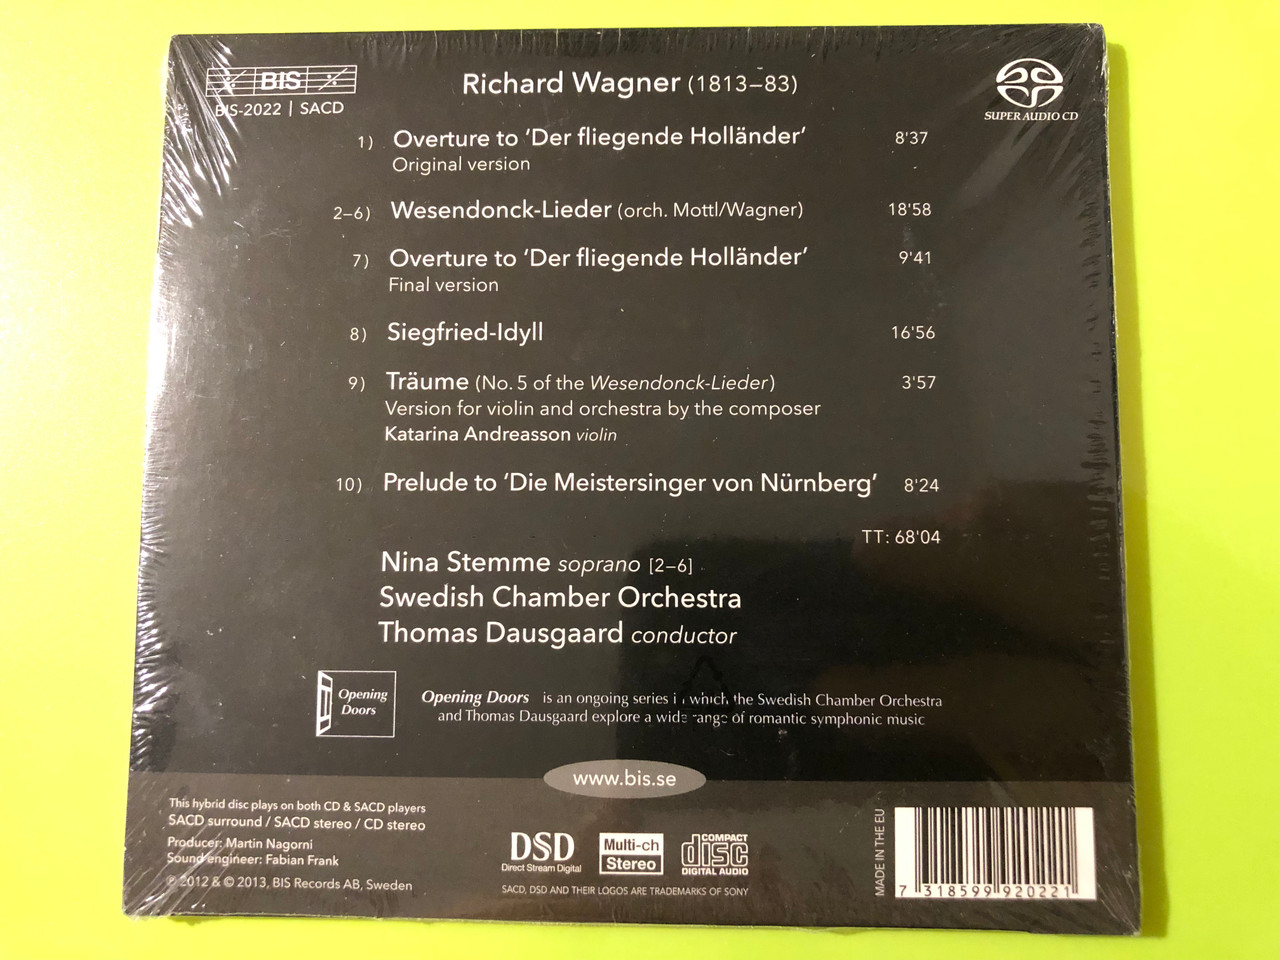 BIS
BIS-2022 | SACD
Richard Wagner (1813–83)
SUPER AUDIO CD
1) Overture to ‘Der fliegende Holländer’ 8'37
Original version
2–6) Wesendonck-Lieder (orch. Mottl/Wagner) 18'58
7) Overture to ‘Der fliegende Holländer’ 9'41
Final version
8) Siegfried-Idyll 16'56
9) Träume (No. 5 of the Wesendonck-Lieder) 3'57
Version for violin and orchestra by the composer
Katarina Andreasson violin
10) Prelude to ‘Die Meistersinger von Nürnberg’ 8'24
TT: 68'04
Nina Stemme soprano [2–6]
Swedish Chamber Orchestra
Thomas Dausgaard conductor
Opening
Doors
Opening Doors is an ongoing series in which the Swedish Chamber Orchestra
and Thomas Dausgaard explore a wide range of romantic symphonic music
www.bis.se
This hybrid disc plays on both CD & SACD players
SACD surround / SACD stereo / CD stereo
Producer: Martin Nagorni
Sound engineer: Fabian Frank
℗ 2012 & © 2013, BIS Records AB, Sweden
DSD
Direct Stream Digital
Multi-ch
Stereo
COMPACT
disc
DIGITAL AUDIO
SACD, DSD AND THEIR LOGOS ARE TRADEMARKS OF SONY
MADE IN THE EU
7 318599 920221